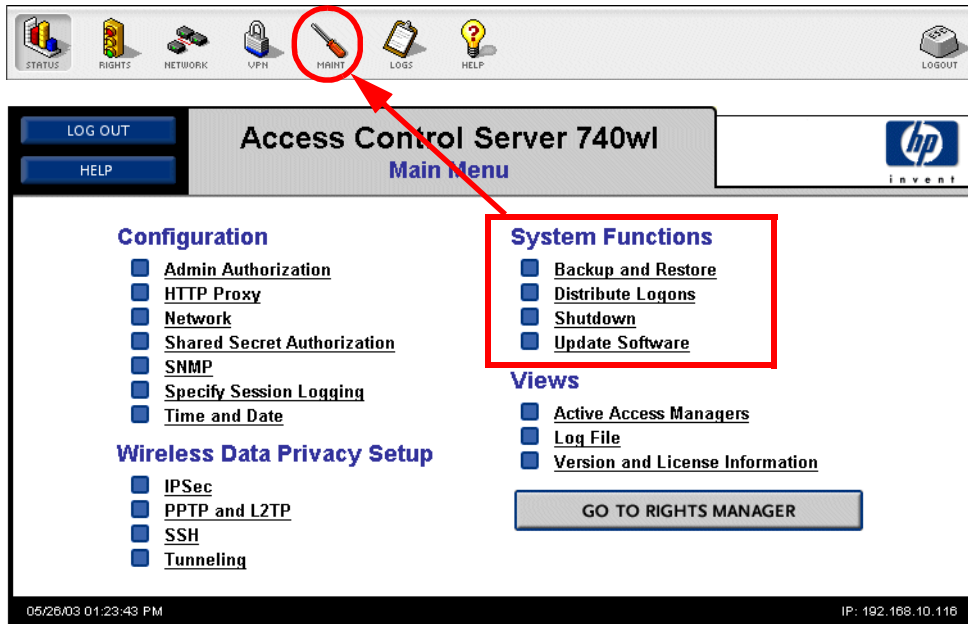 STATUS RIGHTS NETWORK VPN MAINT LOGS HELP LOGOUT
LOG OUT
HELP
Access Control Server 740wl
Main Menu
hp
invent
Configuration
Admin Authorization
HTTP Proxy
Network
Shared Secret Authorization
SNMP
Specify Session Logging
Time and Date
Wireless Data Privacy Setup
IPSec
PPTP and L2TP
SSH
Tunneling
System Functions
Backup and Restore
Distribute Logons
Shutdown
Update Software
Views
Active Access Managers
Log File
Version and License Information
GO TO RIGHTS MANAGER
05/26/03 01:23:43 PM
IP: 192.168.10.116